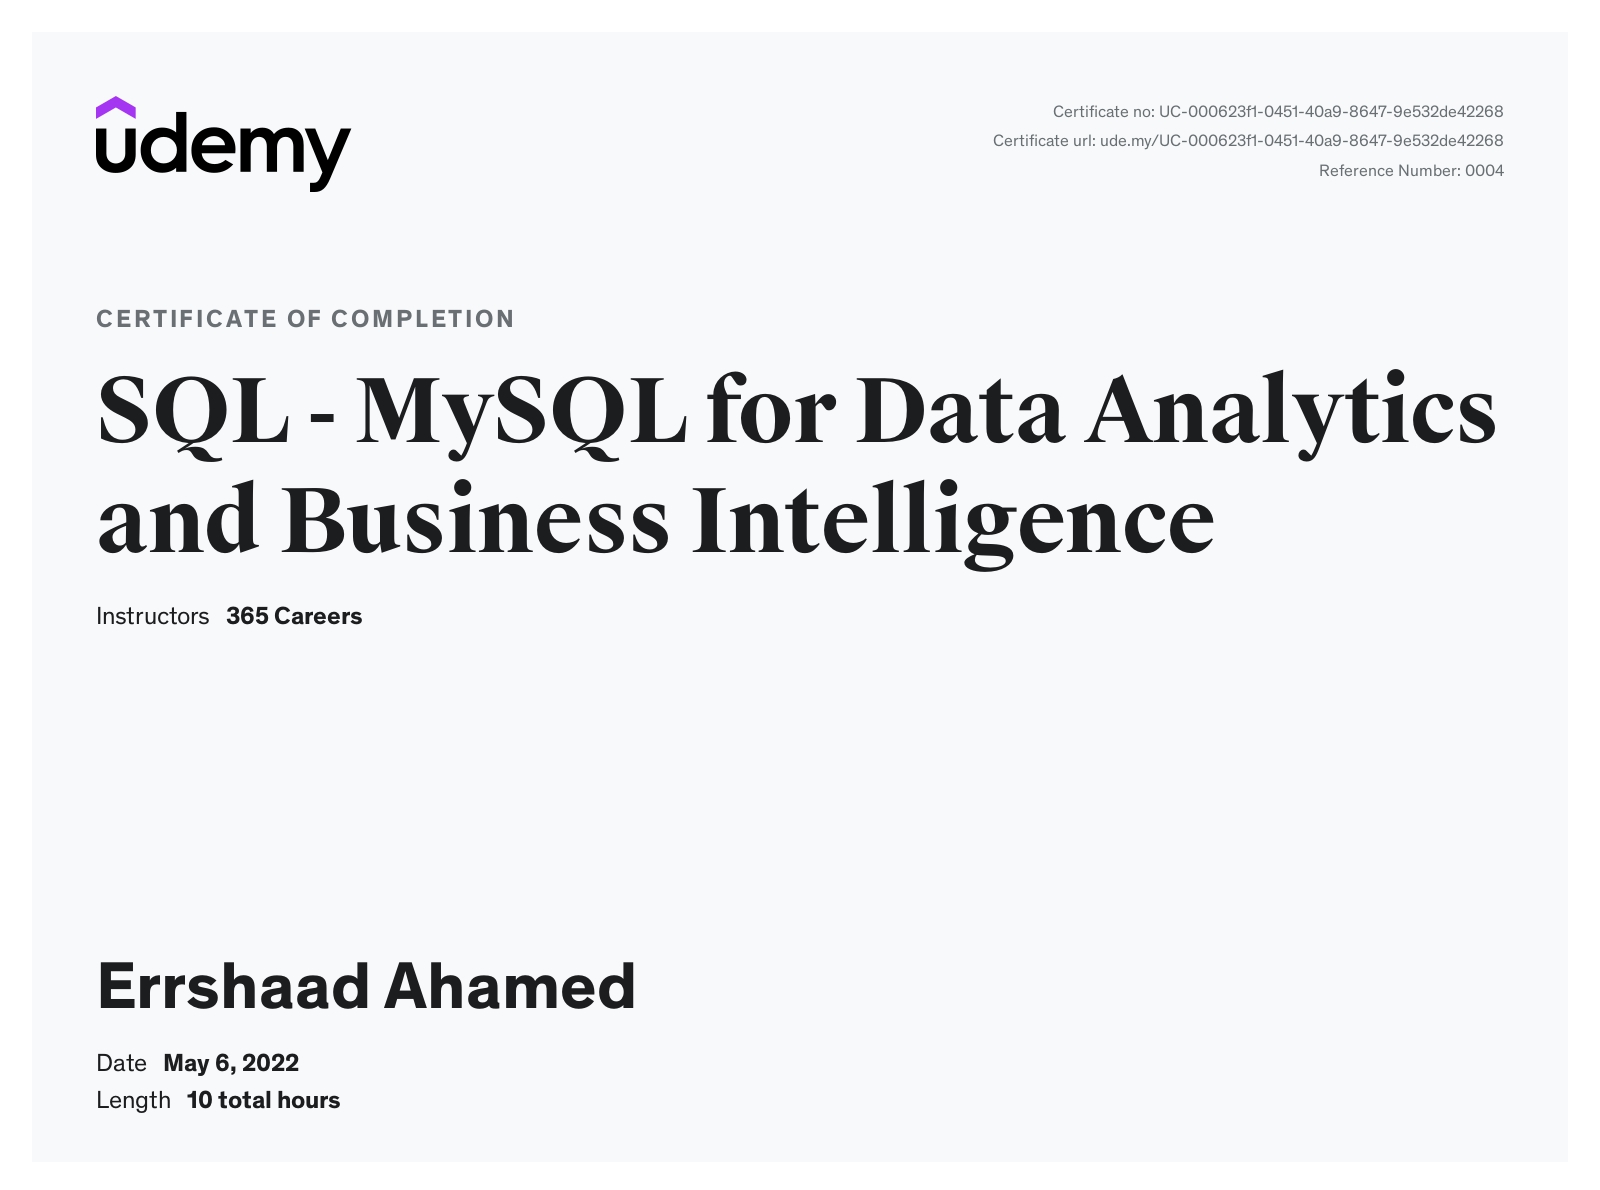 udemy
Certificate no: UC-000623f1-0451-40a9-8647-9e532de42268
Certificate url: ude.my/UC-000623f1-0451-40a9-8647-9e532de42268
Reference Number: 0004
CERTIFICATE OF COMPLETION
SQL - MySQL for Data Analytics
and Business Intelligence
Instructors 365 Careers
Errshaad Ahamed
Date May 6, 2022
Length 10 total hours